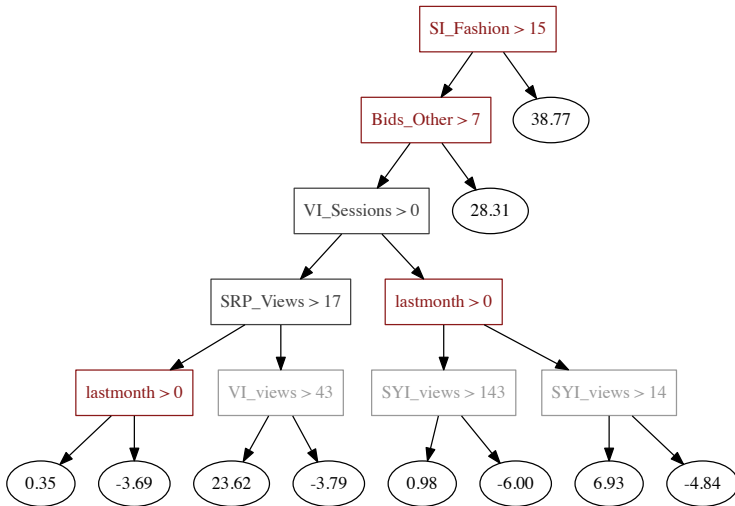 SI_Fashion > 15
Bids_Other > 7
38.77
VI_Sessions > 0
28.31
SRP_Views > 17
lastmonth > 0
lastmonth > 0
VI_views > 43
SYI_views > 143
SYI_views > 14
0.35
-3.69
23.62
-3.79
0.98
-6.00
6.93
-4.84